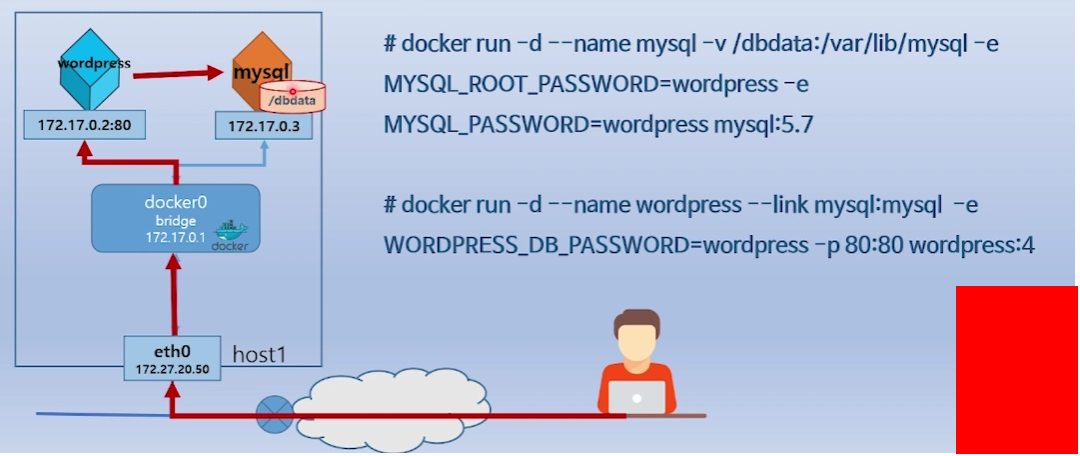 wordpress
mysql
/dbdata
172.17.0.2:80
172.17.0.3
docker0
bridge
172.17.0.1
docker
eth0
172.27.20.50
host1
# docker run -d --name mysql -v /dbdata:/var/lib/mysql -e
MYSQL_ROOT_PASSWORD=wordpress -e
MYSQL_PASSWORD=wordpress mysql:5.7
# docker run -d --name wordpress --link mysql:mysql -e
WORDPRESS_DB_PASSWORD=wordpress -p 80:80 wordpress:4